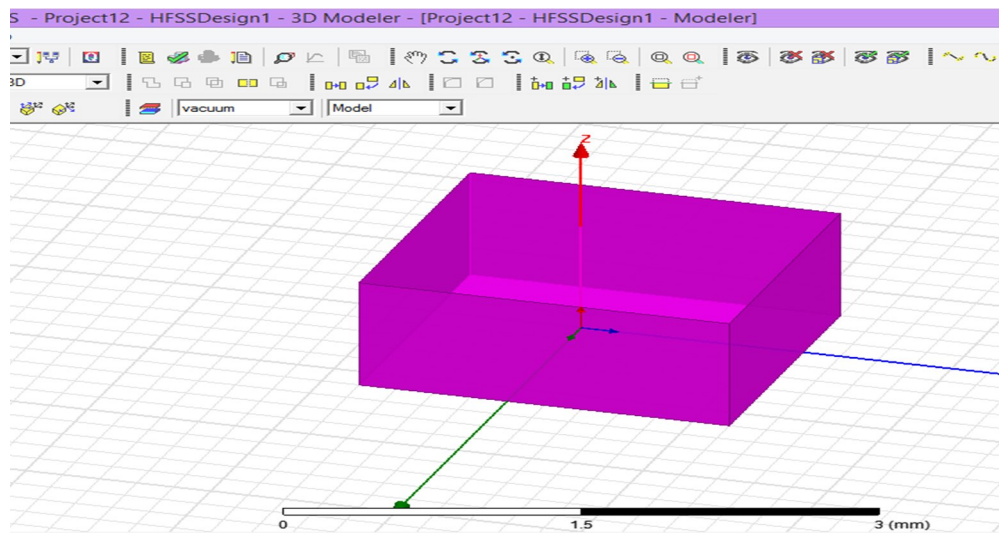 S - Project12 - HFSSDesign1 - 3D Modeler - [Project12 - HFSSDesign1 - Modeler]
3D
vacuum Model
Z
0 1.5 3 (mm)